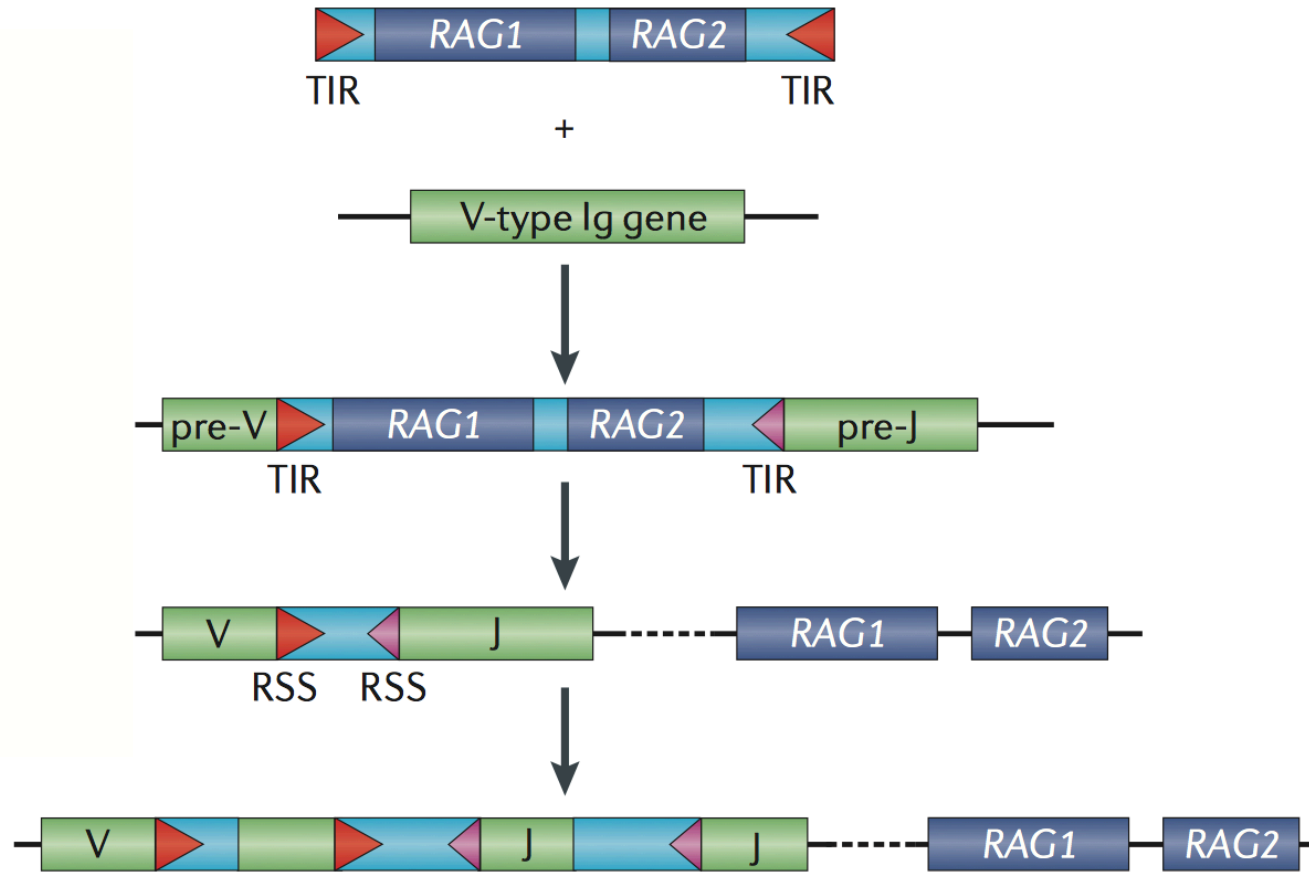 RAG1 RAG2
TIR TIR
+
V-type Ig gene
pre-V RAG1 RAG2 pre-J
TIR TIR
V J RAG1 RAG2
RSS RSS
V J J RAG1 RAG2